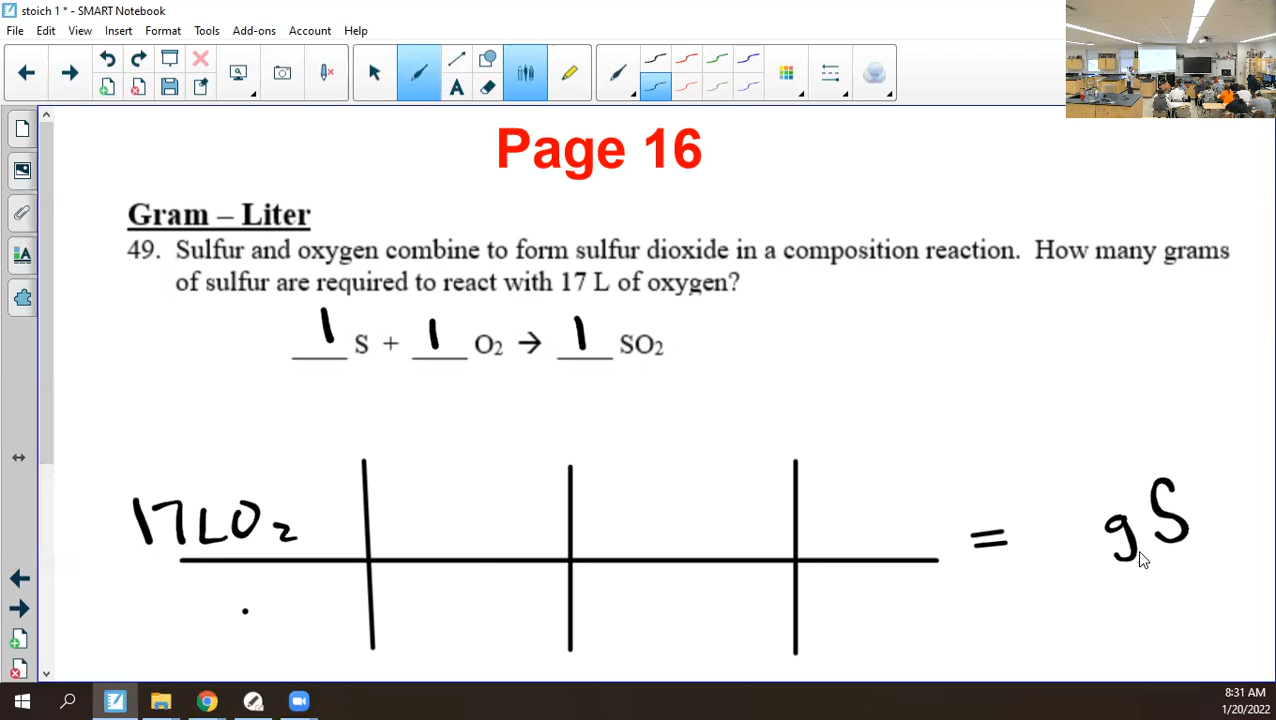 stoich 1 * - SMART Notebook
File Edit View Insert Format Tools Add-ons Account Help
Page 16
Gram – Liter
49. Sulfur and oxygen combine to form sulfur dioxide in a composition reaction. How many grams
of sulfur are required to react with 17 L of oxygen?
1 S + 1 O₂ → 1 SO₂
17LO₂ = gS
8:31 AM
1/20/2022